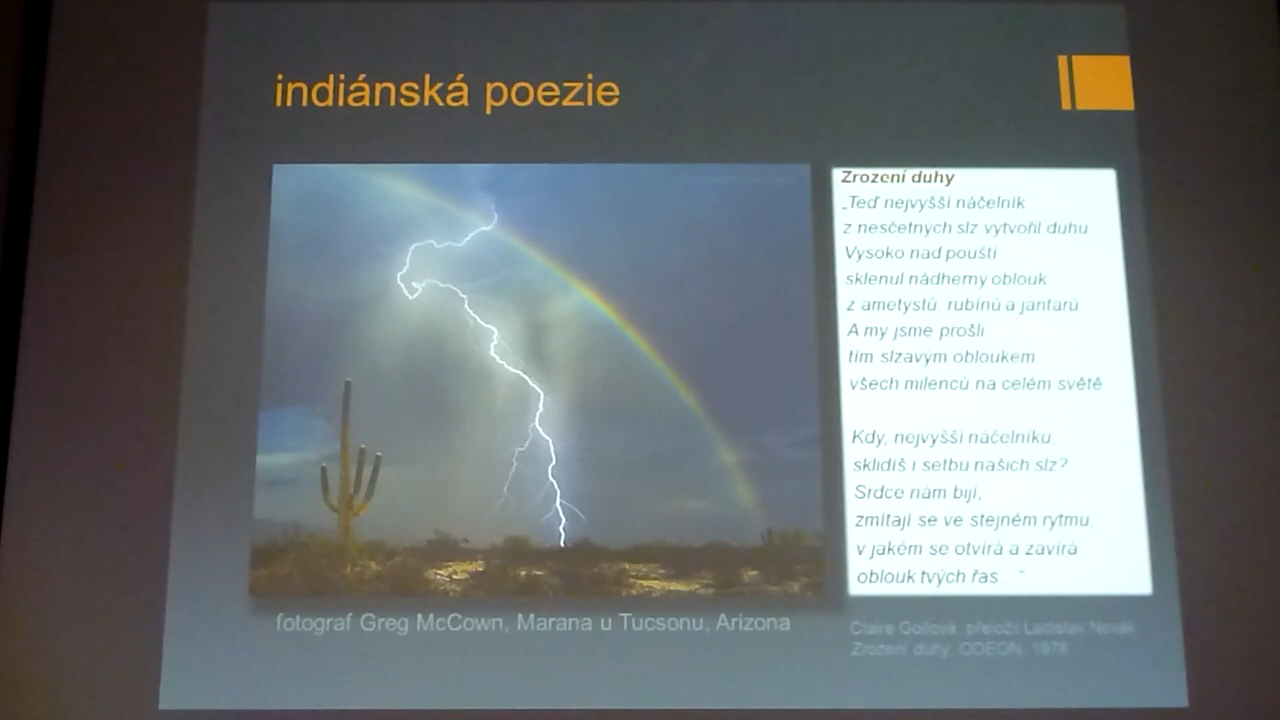 indiánská poezie
Zrození duhy
„Teď nejvyšší náčelník
z nesčetných slz vytvořil duhu
Vysoko nad pouští
sklenul nádherný oblouk
z ametystů, rubínů a jantarů
A my jsme prošli
tím slzavým obloukem
všech milenců na celém světě
Kdy, nejvyšší náčelníku,
sklidíš i setbu našich slz?
Srdce nám bijí,
zmítají se ve stejném rytmu,
v jakém se otvírá a zavírá
oblouk tvých řas "
fotograf Greg McCown, Marana u Tucsonu, Arizona
Claire Gollová, přeložil Ladislav Novák
Zrození duhy, ODEON, 1978